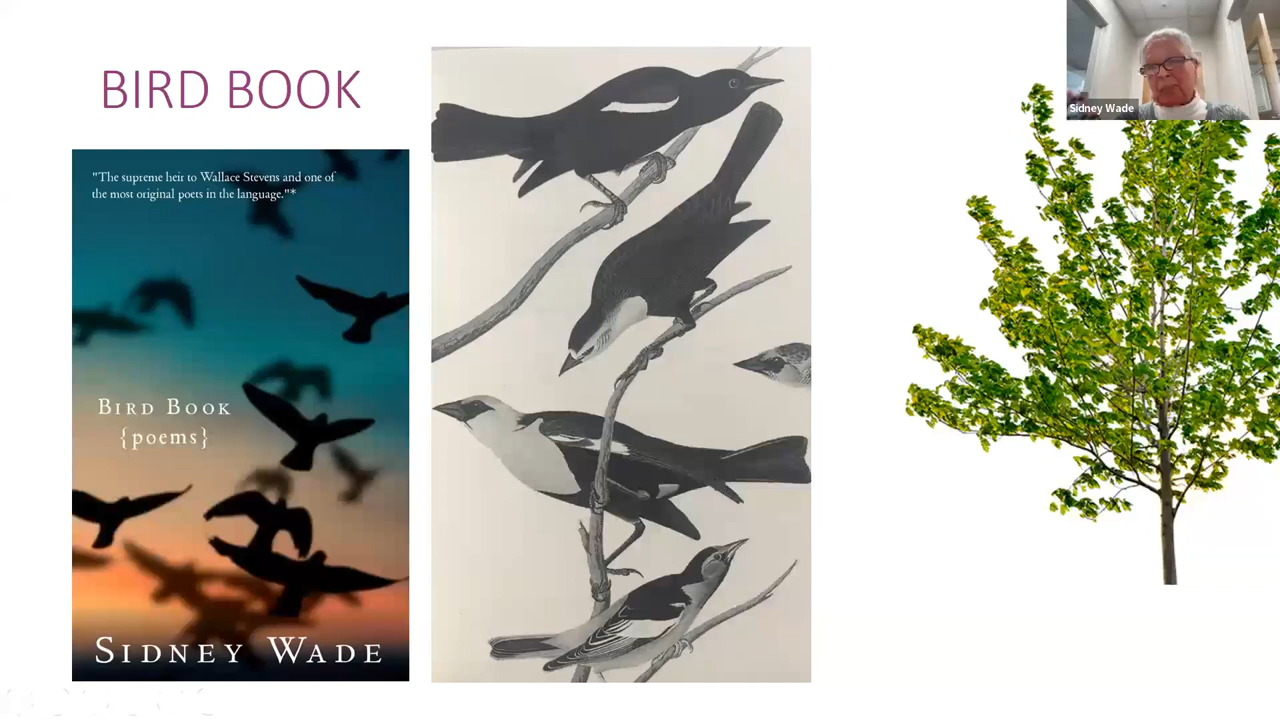 BIRD BOOK
"The supreme heir to Wallace Stevens and one of
the most original poets in the language."*
BIRD BOOK
{poems}
SIDNEY WADE
Sidney Wade